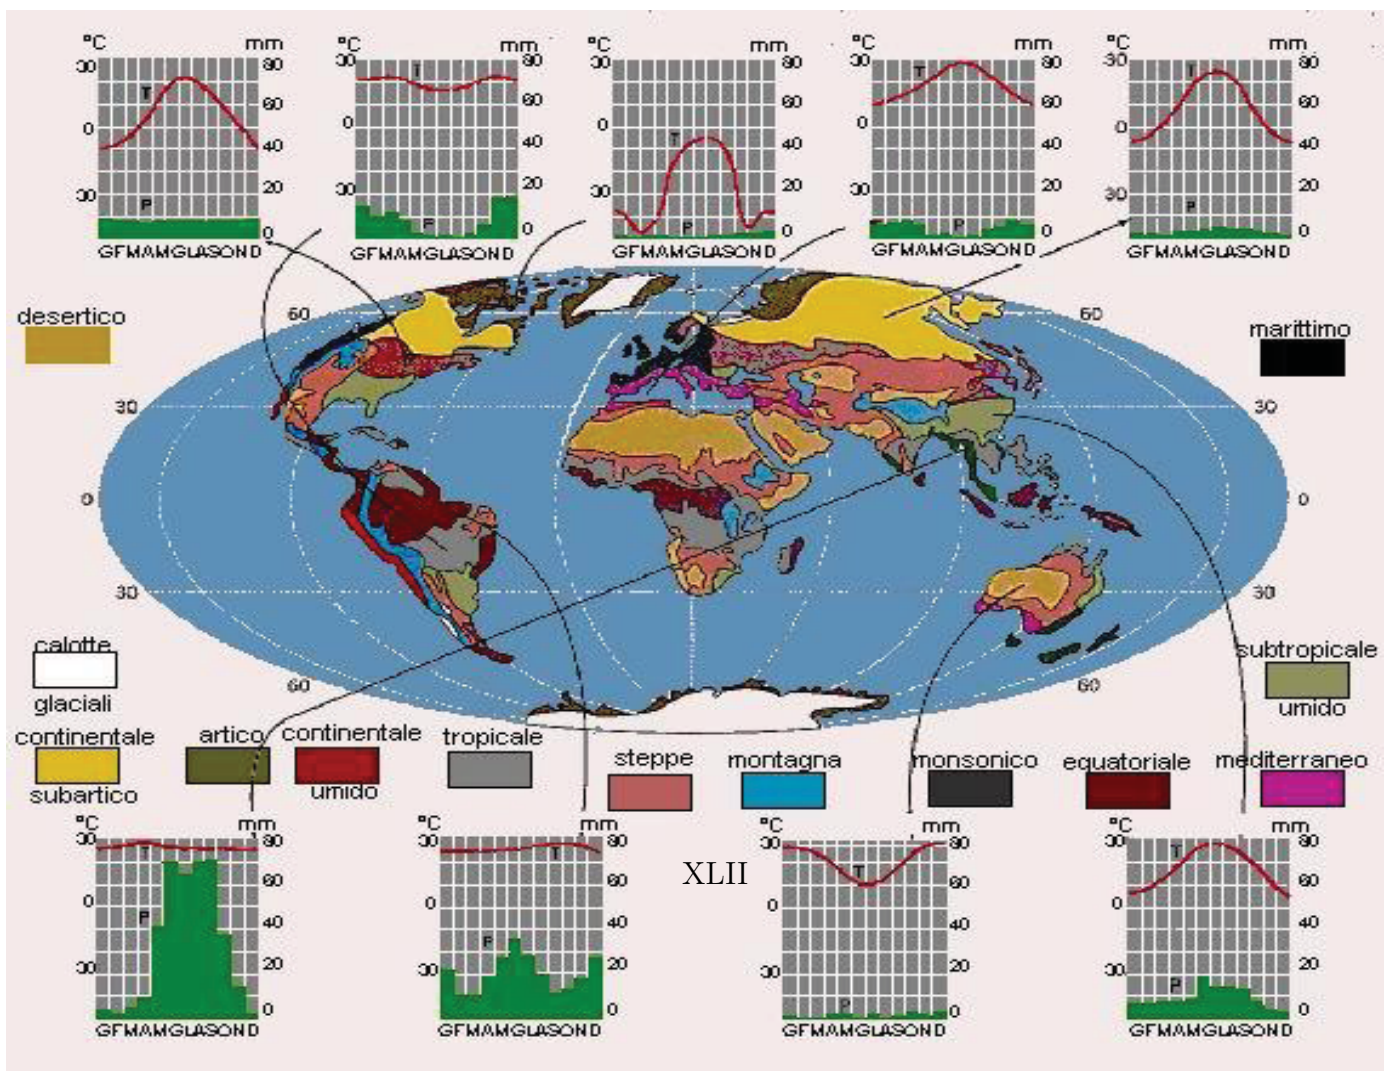 °C mm °C mm °C mm °C mm °C mm
30 80 30 80 30 80 30 80 30 80
T T T T T
60 60 60 60 60
0 0 0 0 0
40 40 40 40 40
30 20 30 20 30 20 30 20 30 20
P P P P P
0 0 0 0 0
GFMAMGLASOND GFMAMGLASOND GFMAMGLASOND GFMAMGLASOND GFMAMGLASOND
desertico
60 60
marittimo
30 30
0 0
30 30
calotte
glaciali
60 60
subtropicale
umido
continentale
subartico
artico
continentale
umido
tropicale
steppe
montagna
monsonico
equatoriale
mediterraneo
°C mm °C mm °C mm °C mm
30 80 30 80 30 80 30 80
T T T T
XLII
60 60 60 60
0 0 0 0
P P P P
40 40 40 40
30 20 30 20 30 20 30 20
0 0 0 0
GFMAMGLASOND GFMAMGLASOND GFMAMGLASOND GFMAMGLASOND